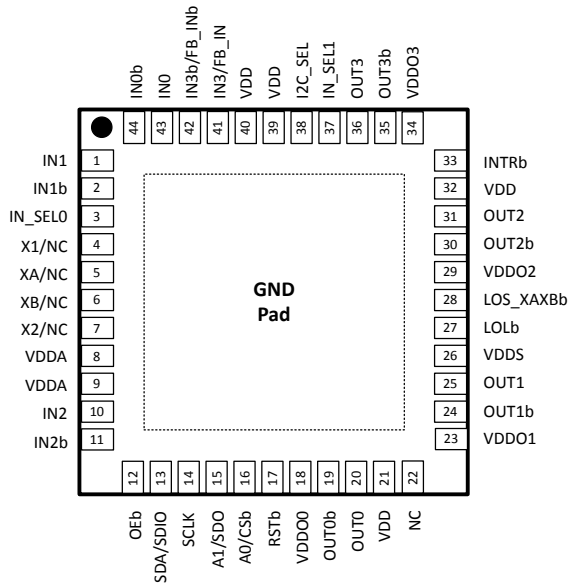 IN0b
IN0
IN3b/FB_INb
IN3/FB_IN
VDD
VDD
I2C_SEL
IN_SEL1
OUT3
OUT3b
VDDO3
44
43
42
41
40
39
38
37
36
35
34
IN1 1
IN1b 2
IN_SEL0 3
X1/NC 4
XA/NC 5
XB/NC 6
X2/NC 7
VDDA 8
VDDA 9
IN2 10
IN2b 11
GND
Pad
33 INTRb
32 VDD
31 OUT2
30 OUT2b
29 VDDO2
28 LOS_XAXBb
27 LOLb
26 VDDS
25 OUT1
24 OUT1b
23 VDDO1
12
13
14
15
16
17
18
19
20
21
22
OEb
SDA/SDIO
SCLK
A1/SDO
A0/CSb
RSTb
VDDO0
OUT0b
OUT0
VDD
NC